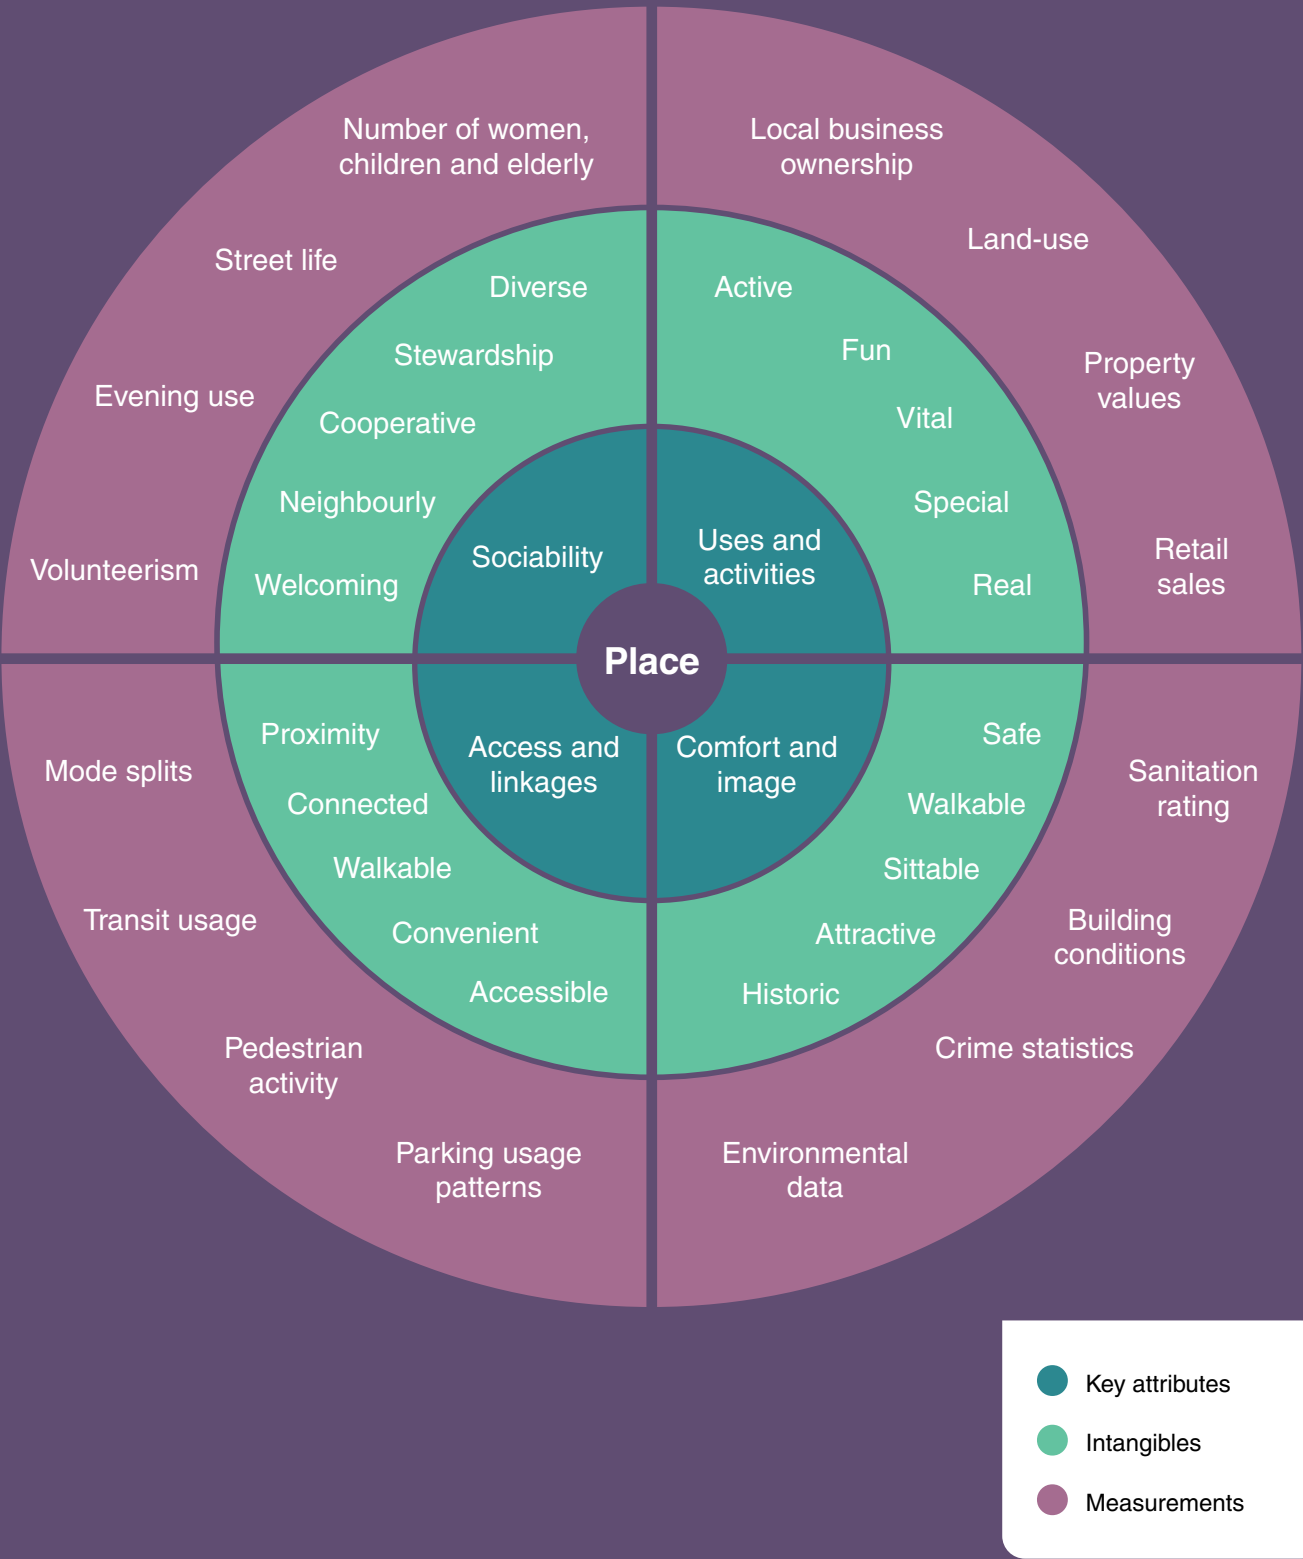 Number of women,
children and elderly
Street life
Evening use
Volunteerism
Local business
ownership
Land-use
Property
values
Retail
sales
Diverse
Stewardship
Cooperative
Neighbourly
Welcoming
Active
Fun
Vital
Special
Real
Sociability
Uses and
activities
Place
Access and
linkages
Comfort and
image
Proximity
Connected
Walkable
Convenient
Accessible
Safe
Walkable
Sittable
Attractive
Historic
Mode splits
Transit usage
Pedestrian
activity
Parking usage
patterns
Sanitation
rating
Building
conditions
Crime statistics
Environmental
data
Key attributes
Intangibles
Measurements